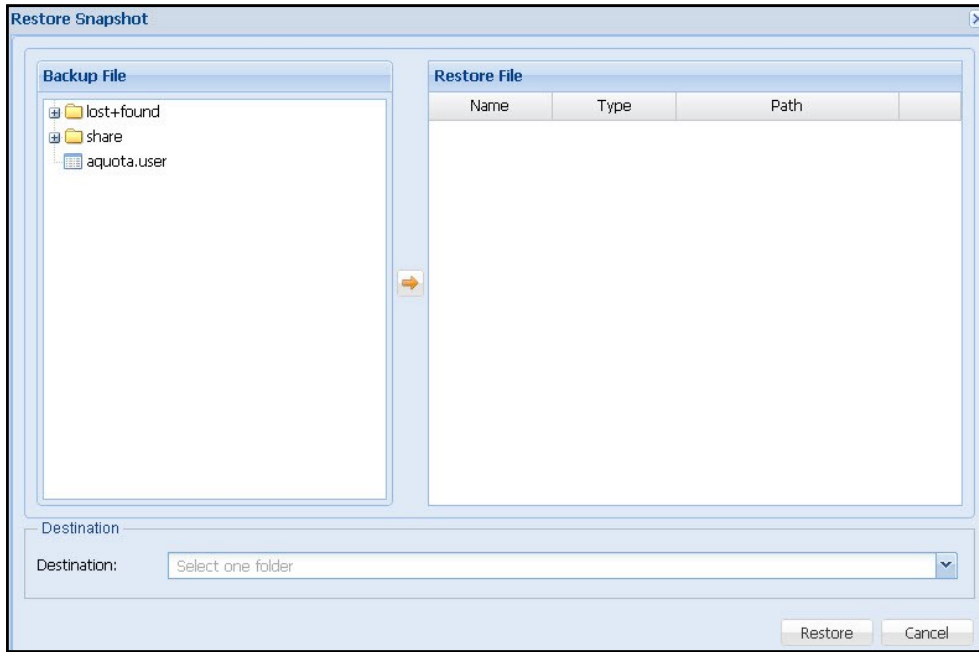 Restore Snapshot
Backup File
lost+found
share
aquota.user
Restore File
Name Type Path
Destination
Destination: Select one folder
Restore Cancel